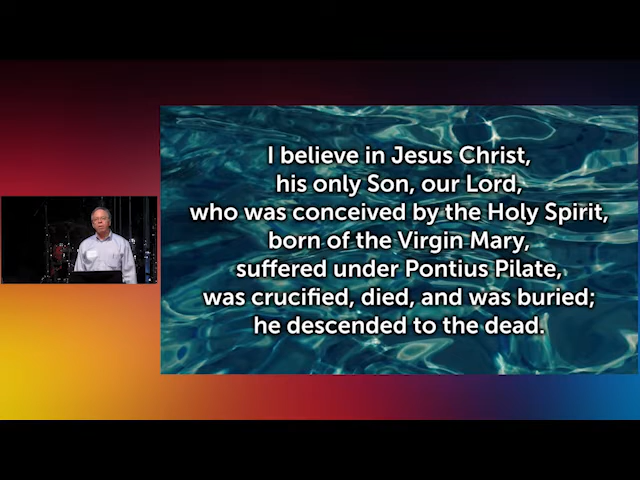 I believe in Jesus Christ,
his only Son, our Lord,
who was conceived by the Holy Spirit,
born of the Virgin Mary,
suffered under Pontius Pilate,
was crucified, died, and was buried;
he descended to the dead.